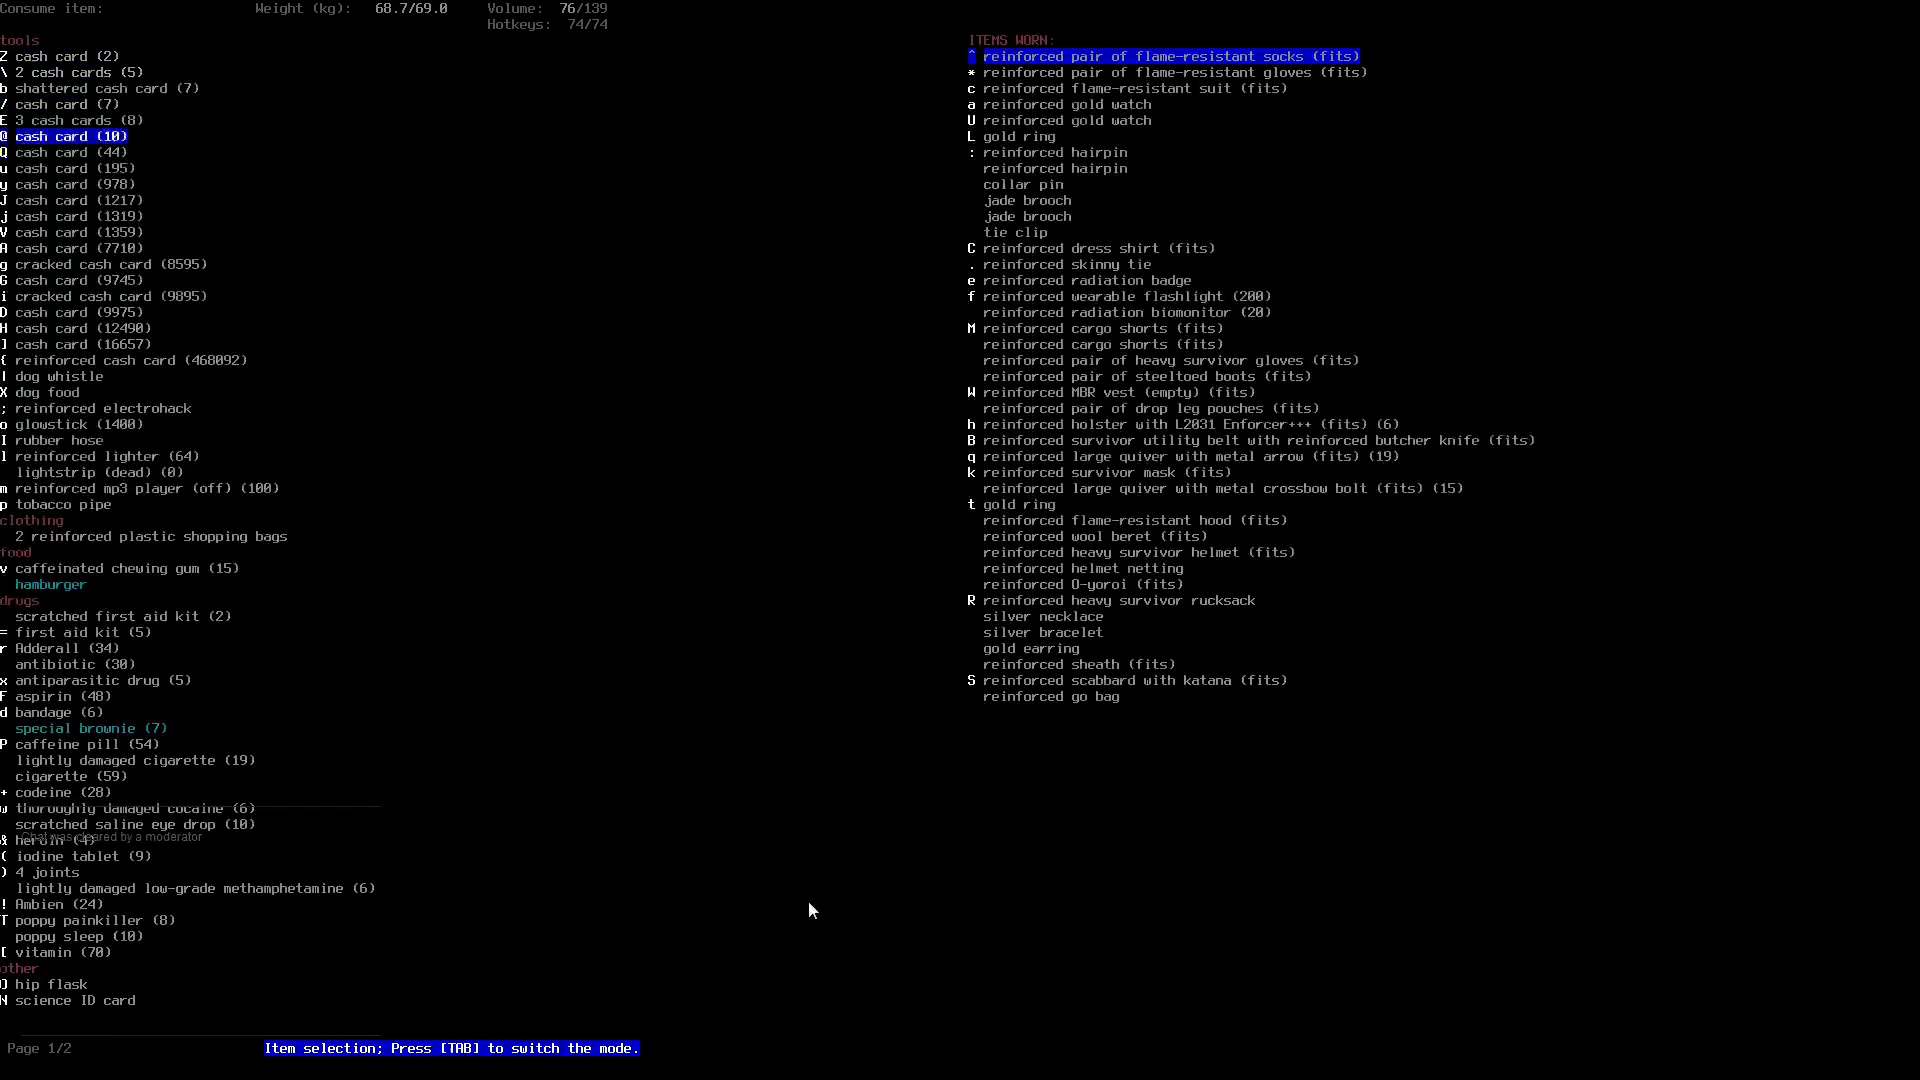 Consume item: Weight (kg): 68.7/69.0 Volume: 76/139
Hotkeys: 74/74
tools
Z cash card (2)
\ 2 cash cards (5)
b shattered cash card (7)
/ cash card (7)
E 3 cash cards (8)
@ cash card (10)
Q cash card (44)
u cash card (195)
y cash card (978)
J cash card (1217)
j cash card (1319)
V cash card (1359)
A cash card (7710)
g cracked cash card (8595)
G cash card (9745)
i cracked cash card (9895)
D cash card (9975)
H cash card (12490)
] cash card (16657)
{ reinforced cash card (468092)
| dog whistle
X dog food
; reinforced electrohack
o glowstick (1400)
I rubber hose
l reinforced lighter (64)
lightstrip (dead) (0)
m reinforced mp3 player (off) (100)
p tobacco pipe
clothing
2 reinforced plastic shopping bags
food
v caffeinated chewing gum (15)
hamburger
drugs
scratched first aid kit (2)
= first aid kit (5)
r Adderall (34)
antibiotic (30)
x antiparasitic drug (5)
F aspirin (48)
d bandage (6)
special brownie (7)
P caffeine pill (54)
lightly damaged cigarette (19)
cigarette (59)
+ codeine (28)
w thoroughly damaged cocaine (6)
scratched saline eye drop (10)
Chat was cleared by a moderator
& heroin (4)
( iodine tablet (9)
) 4 joints
lightly damaged low-grade methamphetamine (6)
! Ambien (24)
T poppy painkiller (8)
poppy sleep (10)
[ vitamin (70)
other
O hip flask
N science ID card
Page 1/2 Item selection; Press [TAB] to switch the mode.
ITEMS WORN:
^ reinforced pair of flame-resistant socks (fits)
* reinforced pair of flame-resistant gloves (fits)
c reinforced flame-resistant suit (fits)
a reinforced gold watch
U reinforced gold watch
L gold ring
: reinforced hairpin
reinforced hairpin
collar pin
jade brooch
jade brooch
tie clip
C reinforced dress shirt (fits)
. reinforced skinny tie
e reinforced radiation badge
f reinforced wearable flashlight (200)
reinforced radiation biomonitor (20)
M reinforced cargo shorts (fits)
reinforced cargo shorts (fits)
reinforced pair of heavy survivor gloves (fits)
reinforced pair of steeltoed boots (fits)
W reinforced MBR vest (empty) (fits)
reinforced pair of drop leg pouches (fits)
h reinforced holster with L2031 Enforcer+++ (fits) (6)
B reinforced survivor utility belt with reinforced butcher knife (fits)
q reinforced large quiver with metal arrow (fits) (19)
k reinforced survivor mask (fits)
reinforced large quiver with metal crossbow bolt (fits) (15)
t gold ring
reinforced flame-resistant hood (fits)
reinforced wool beret (fits)
reinforced heavy survivor helmet (fits)
reinforced helmet netting
reinforced O-yoroi (fits)
R reinforced heavy survivor rucksack
silver necklace
silver bracelet
gold earring
reinforced sheath (fits)
S reinforced scabbard with katana (fits)
reinforced go bag